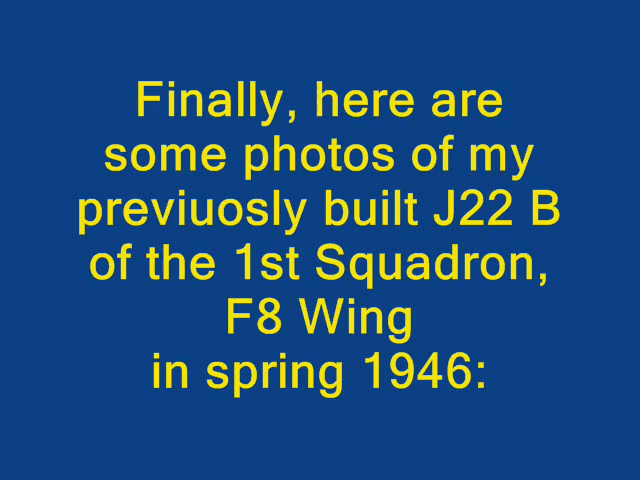 Finally, here are
some photos of my
previuosly built J22 B
of the 1st Squadron,
F8 Wing
in spring 1946: